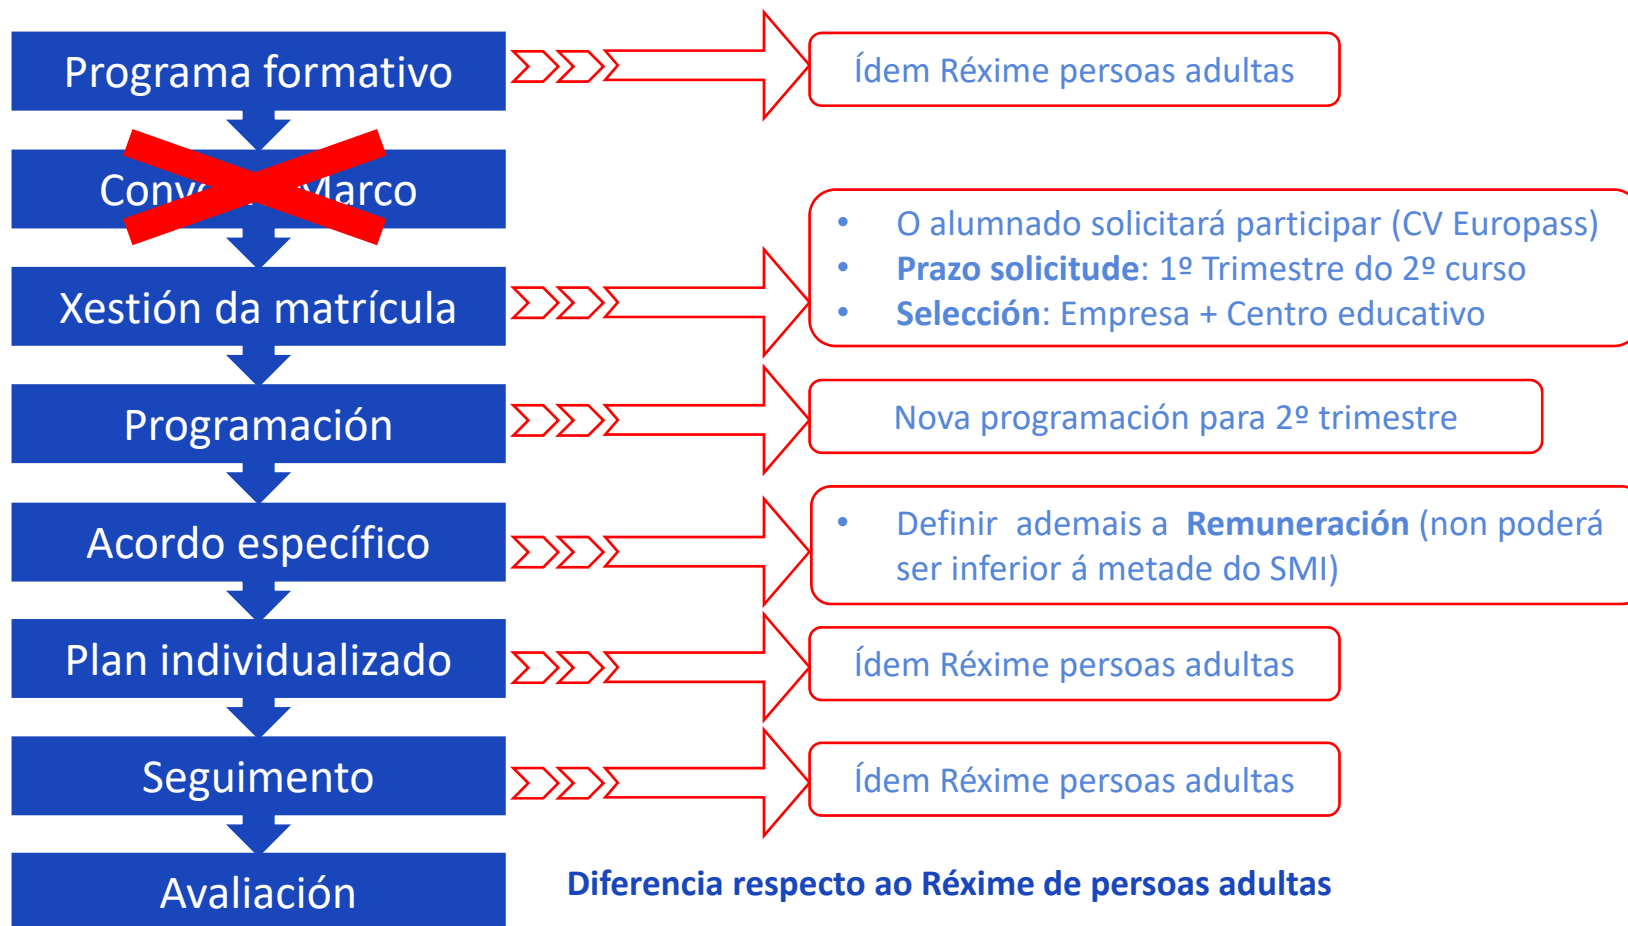 Programa formativo
Ídem Réxime persoas adultas
Marco
Xestión da matrícula
• O alumnado solicitará participar (CV Europass)
• Prazo solicitude: 1º Trimestre do 2º curso
• Selección: Empresa + Centro educativo
Programación
Nova programación para 2º trimestre
Acordo específico
• Definir ademais a Remuneración (non poderá
ser inferior á metade do SMI)
Plan individualizado
Ídem Réxime persoas adultas
Seguimento
Ídem Réxime persoas adultas
Avaliación
Diferencia respecto ao Réxime de persoas adultas